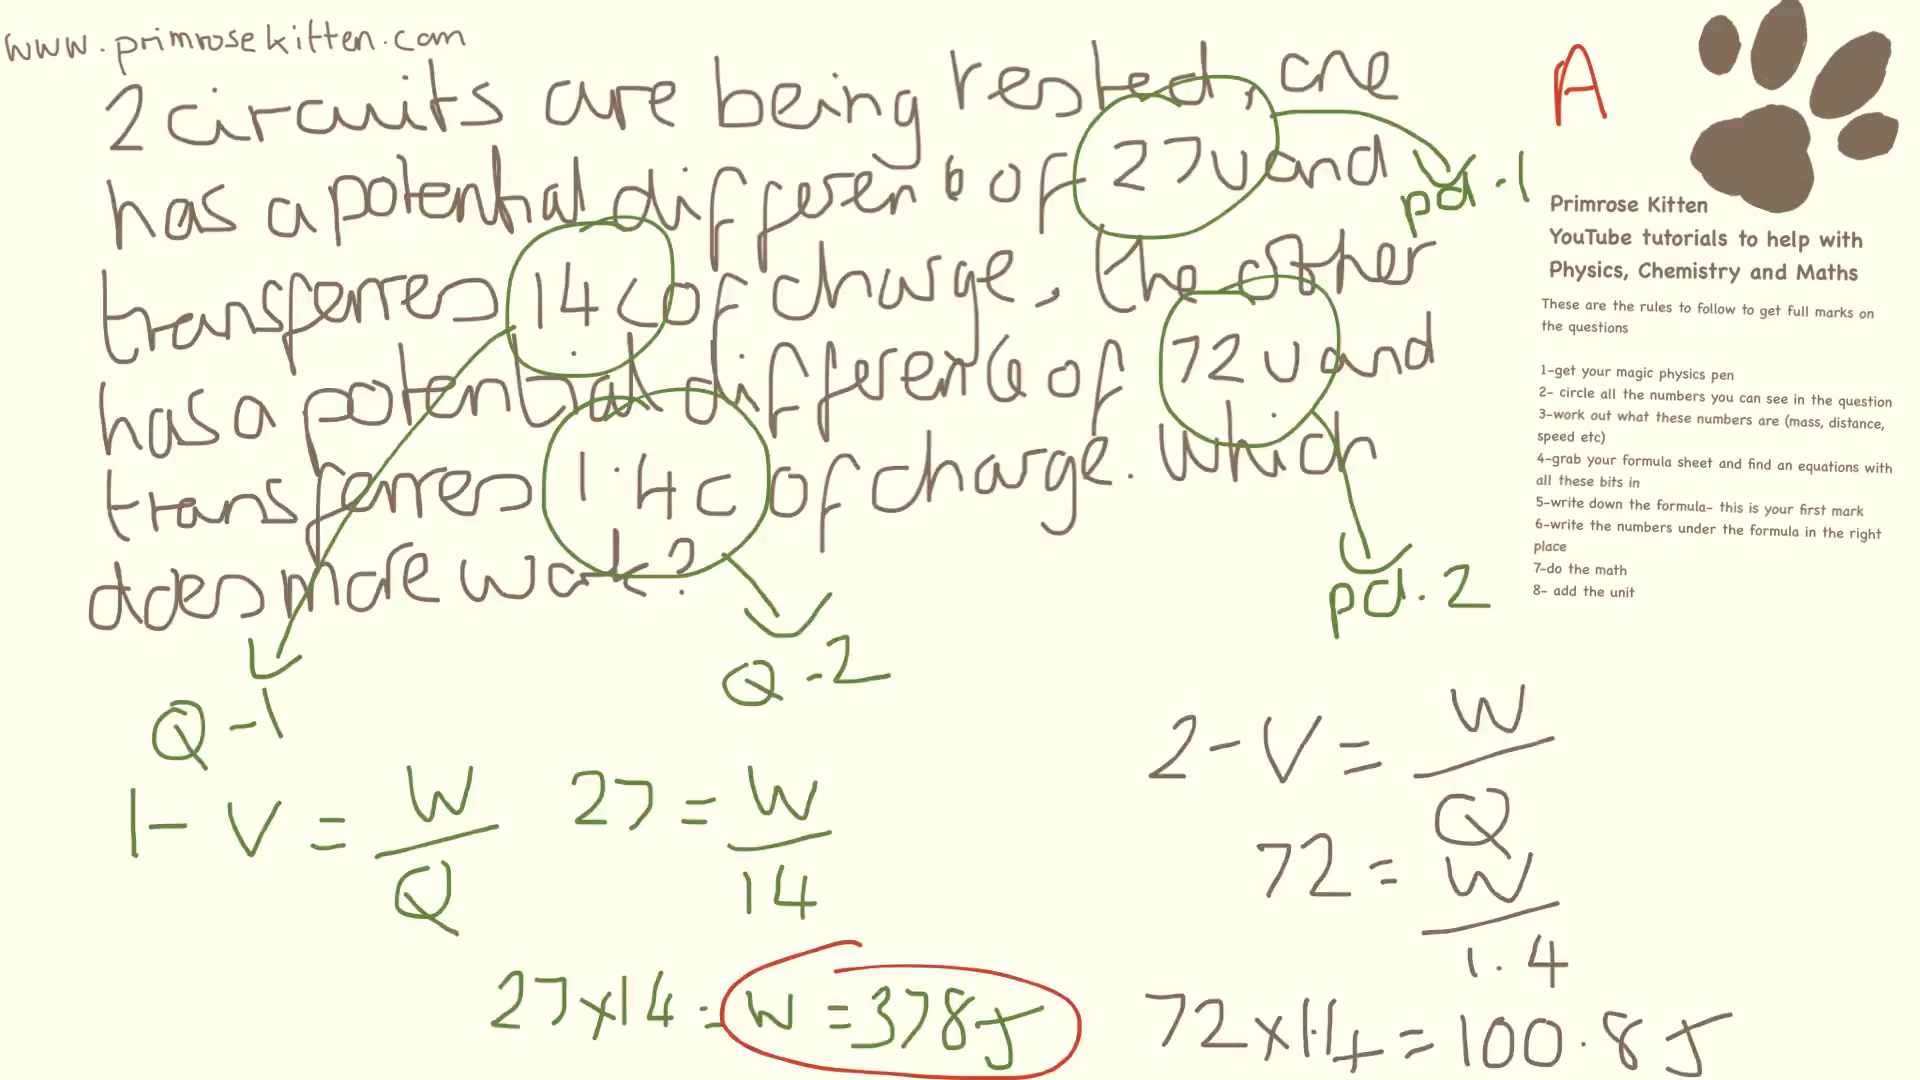 www.primrosekitten.com
2 circuits are being tested, one
has a potential difference of 27V and
transferres 14C of charge, the other
has a potential difference of 72V and
transferres 1.4C of charge. Which
does more work?
A
pd-1
pd.2
Q-1
Q-2
1- V = W
Q
27 = W
14
27x14 = W = 378J
2- V = W
Q
72 = W
1.4
72x1.4 = 100.8J
Primrose Kitten
YouTube tutorials to help with
Physics, Chemistry and Maths
These are the rules to follow to get full marks on
the questions
1-get your magic physics pen
2- circle all the numbers you can see in the question
3-work out what these numbers are (mass, distance,
speed etc)
4-grab your formula sheet and find an equations with
all these bits in
5-write down the formula- this is your first mark
6-write the numbers under the formula in the right
place
7-do the math
8- add the unit